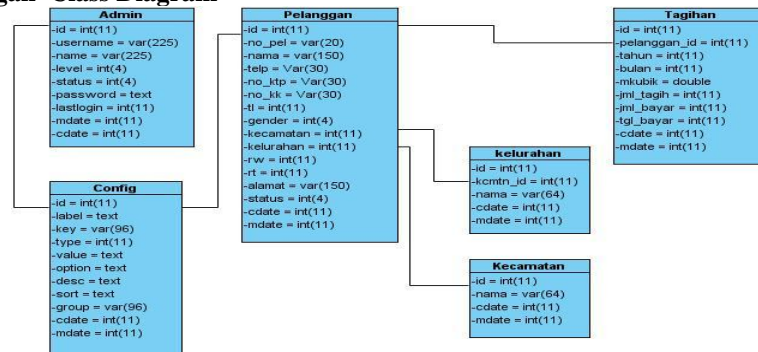 gan Class Diagram
Admin
-id = int(11)
-username = var(225)
-name = var(225)
-level = int(4)
-status = int(4)
-password = text
-lastlogin = int(11)
-mdate = int(11)
-cdate = int(11)
Config
-id = int(11)
-label = text
-key = var(96)
-type = int(11)
-value = text
-option = text
-desc = text
-sort = text
-group = var(96)
-cdate = int(11)
-mdate = int(11)
Pelanggan
-id = int(11)
-no_pel = var(20)
-nama = var(150)
-telp = Var(30)
-no_ktp = Var(30)
-no_kk = Var(30)
-tl = int(11)
-gender = int(4)
-kecamatan = int(11)
-kelurahan = int(11)
-rw = int(11)
-rt = int(11)
-alamat = var(150)
-status = int(4)
-cdate = int(11)
-mdate = int(11)
kelurahan
-id = int(11)
-kcmtn_id = int(11)
-nama = var(64)
-cdate = int(11)
-mdate = int(11)
Kecamatan
-id = int(11)
-nama = var(64)
-cdate = int(11)
-mdate = int(11)
Tagihan
-id = int(11)
-pelanggan_id = int(11)
-tahun = int(11)
-bulan = int(11)
-mkubik = double
-jml_tagih = int(11)
-jml_bayar = int(11)
-tgl_bayar = int(11)
-cdate = int(11)
-mdate = int(11)